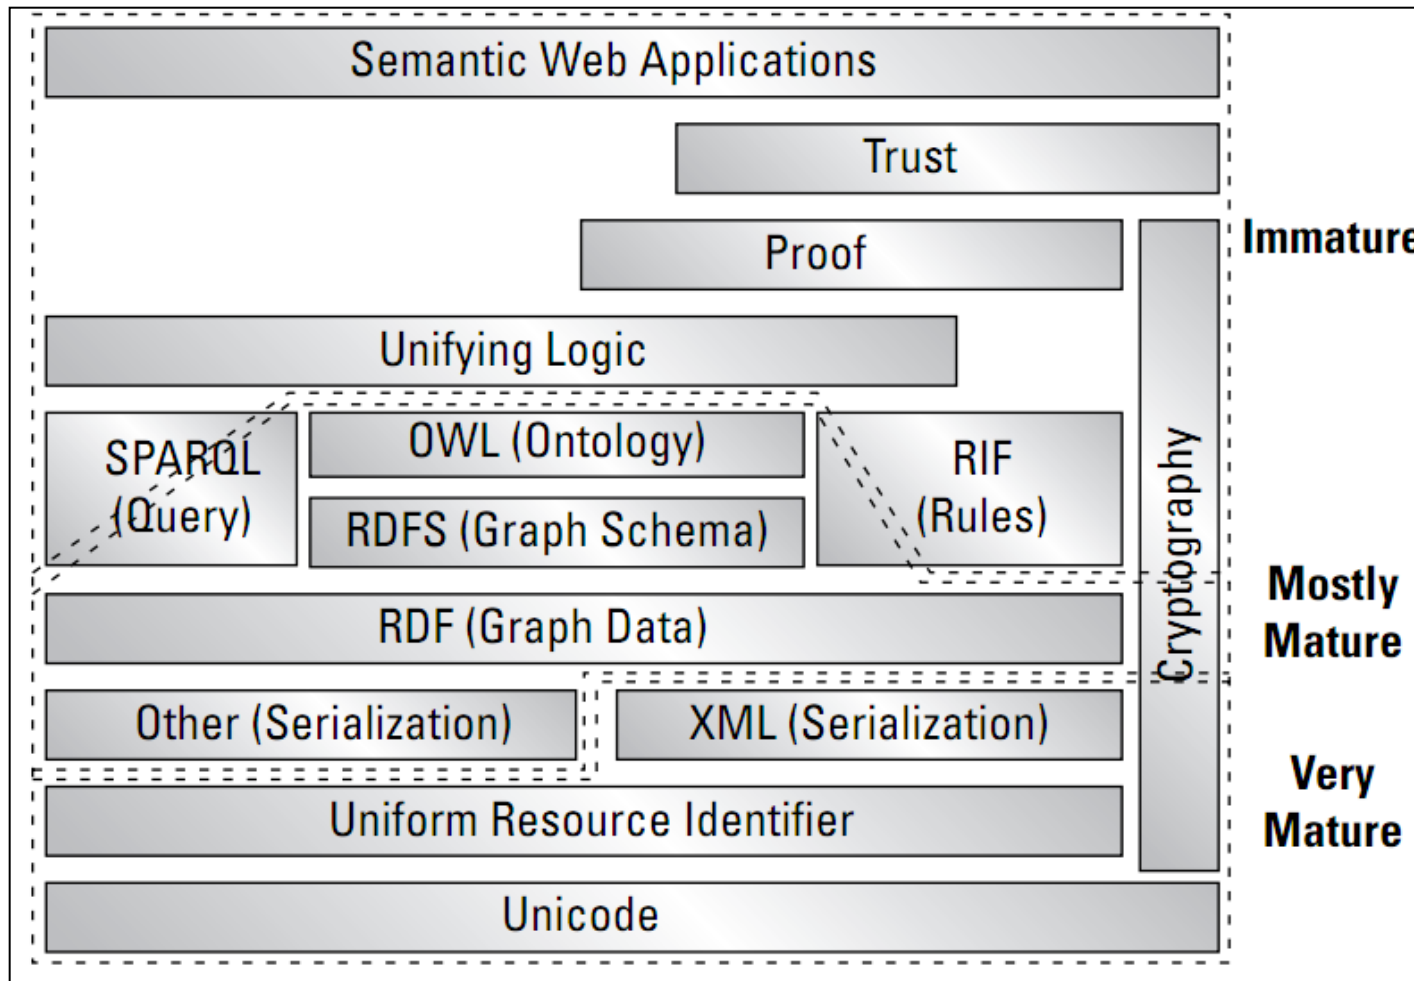 Semantic Web Applications
Trust
Proof
Immature
Unifying Logic
SPARQL
(Query)
OWL (Ontology)
RDFS (Graph Schema)
RIF
(Rules)
Cryptography
RDF (Graph Data)
Mostly
Mature
Other (Serialization)
XML (Serialization)
Very
Mature
Uniform Resource Identifier
Unicode